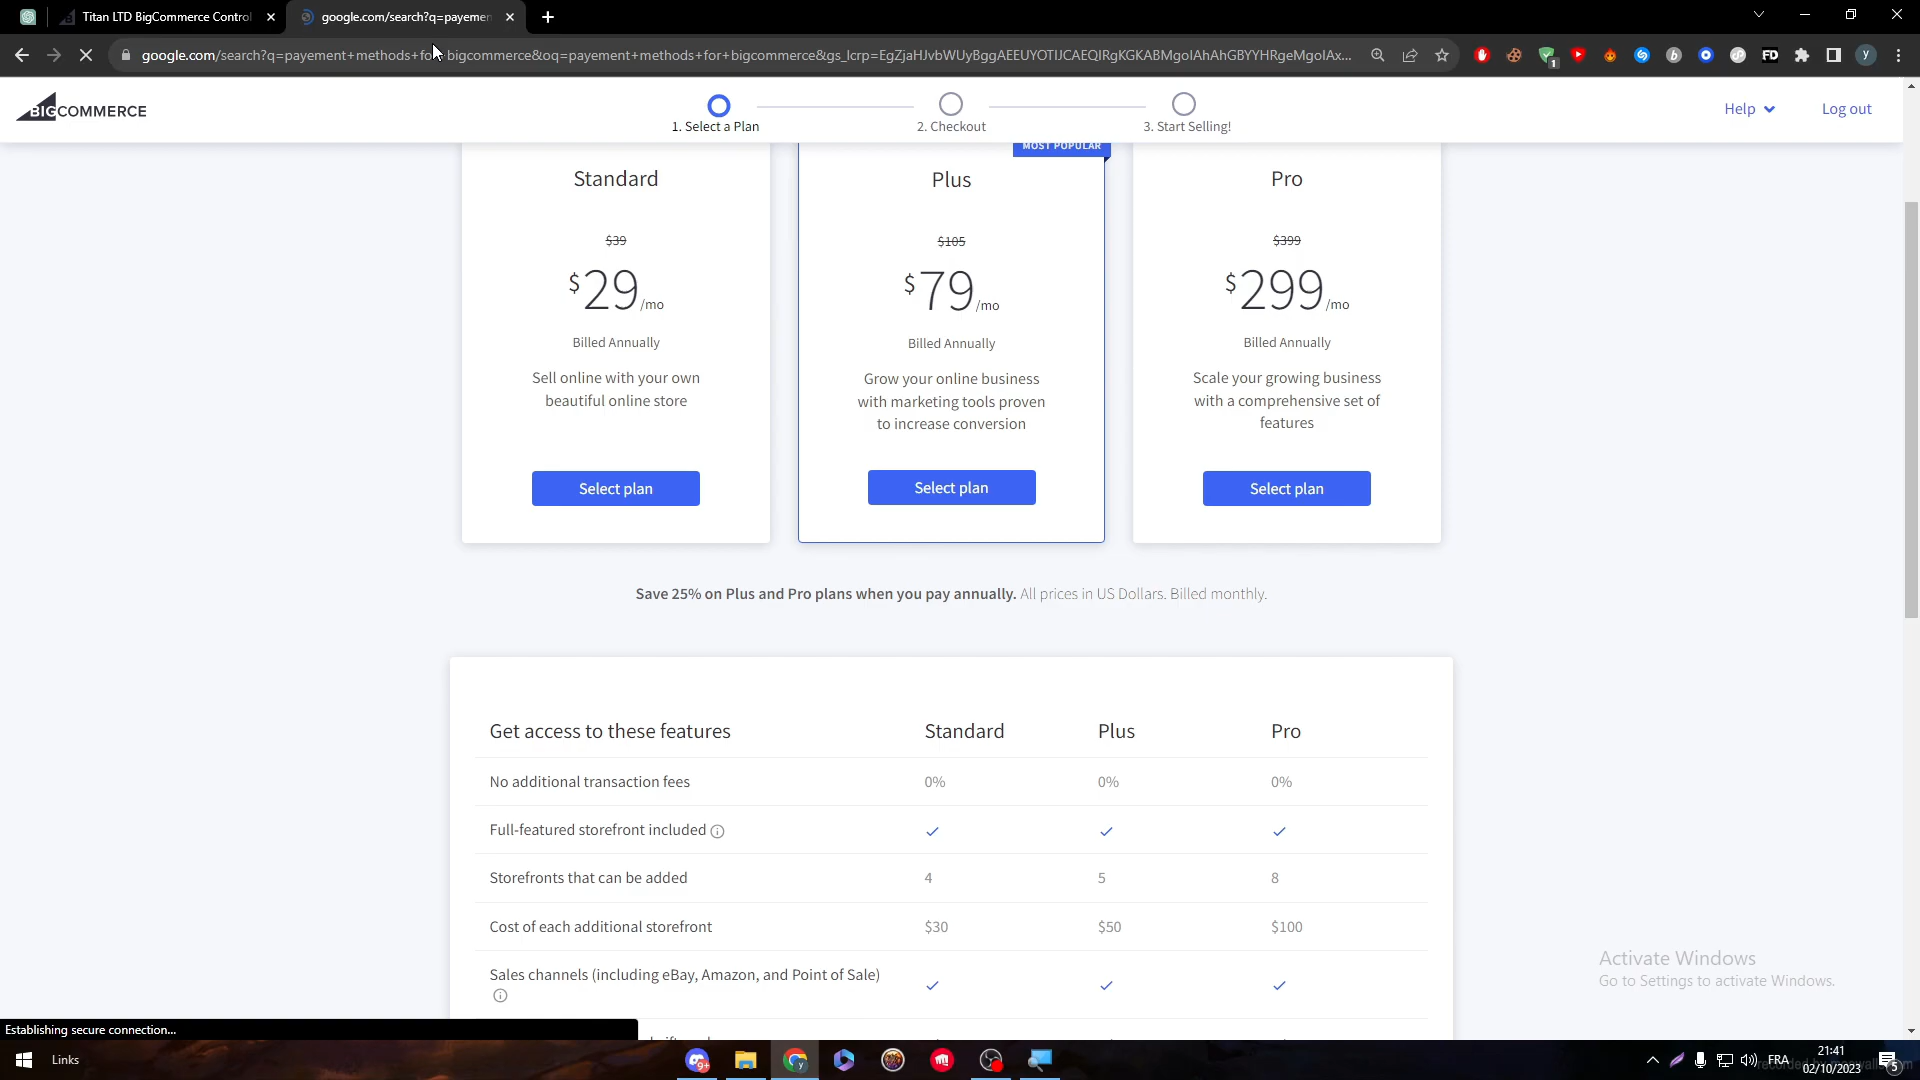 Titan LTD BigCommerce Control
google.com/search?q=payemen
google.com/search?q=payement+methods+for+bigcommerce&oq=payement+methods+for+bigcommerce&gs_lcrp=EgZjaHJvbWUyBggAEEUYOTIJCAEQIRgKGKABMgoIAhAhGBYYHRgeMgoIAx...
1
FD
y
BIGCOMMERCE
1. Select a Plan
2. Checkout
3. Start Selling!
Help
Log out
MOST POPULAR
Standard
$39
$29/mo
Billed Annually
Sell online with your own
beautiful online store
Select plan
Plus
$105
$79/mo
Billed Annually
Grow your online business
with marketing tools proven
to increase conversion
Select plan
Pro
$399
$299/mo
Billed Annually
Scale your growing business
with a comprehensive set of
features
Select plan
Save 25% on Plus and Pro plans when you pay annually. All prices in US Dollars. Billed monthly.
Get access to these features Standard Plus Pro
No additional transaction fees 0% 0% 0%
Full-featured storefront included
Storefronts that can be added 4 5 8
Cost of each additional storefront $30 $50 $100
Sales channels (including eBay, Amazon, and Point of Sale)
Activate Windows
Go to Settings to activate Windows.
Establishing secure connection...
Links
9+
FRA
21:41
02/10/2023
5